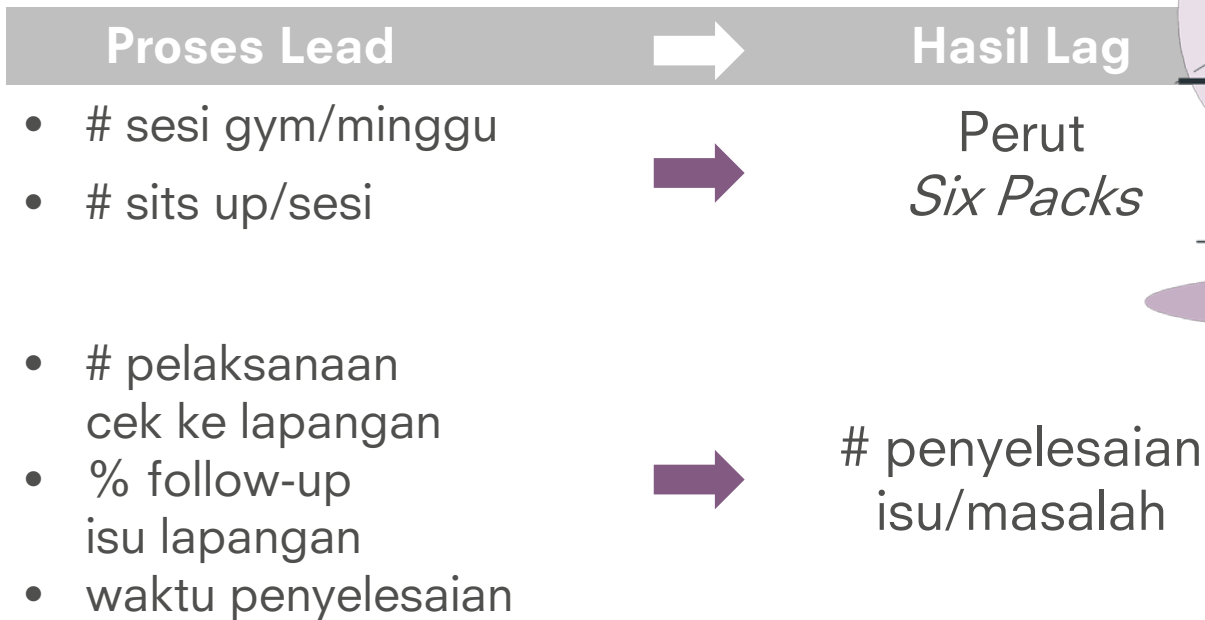 Proses Lead
Hasil Lag
• # sesi gym/minggu
• # sits up/sesi
Perut
Six Packs
• # pelaksanaan
cek ke lapangan
• % follow-up
isu lapangan
• waktu penyelesaian
# penyelesaian
isu/masalah